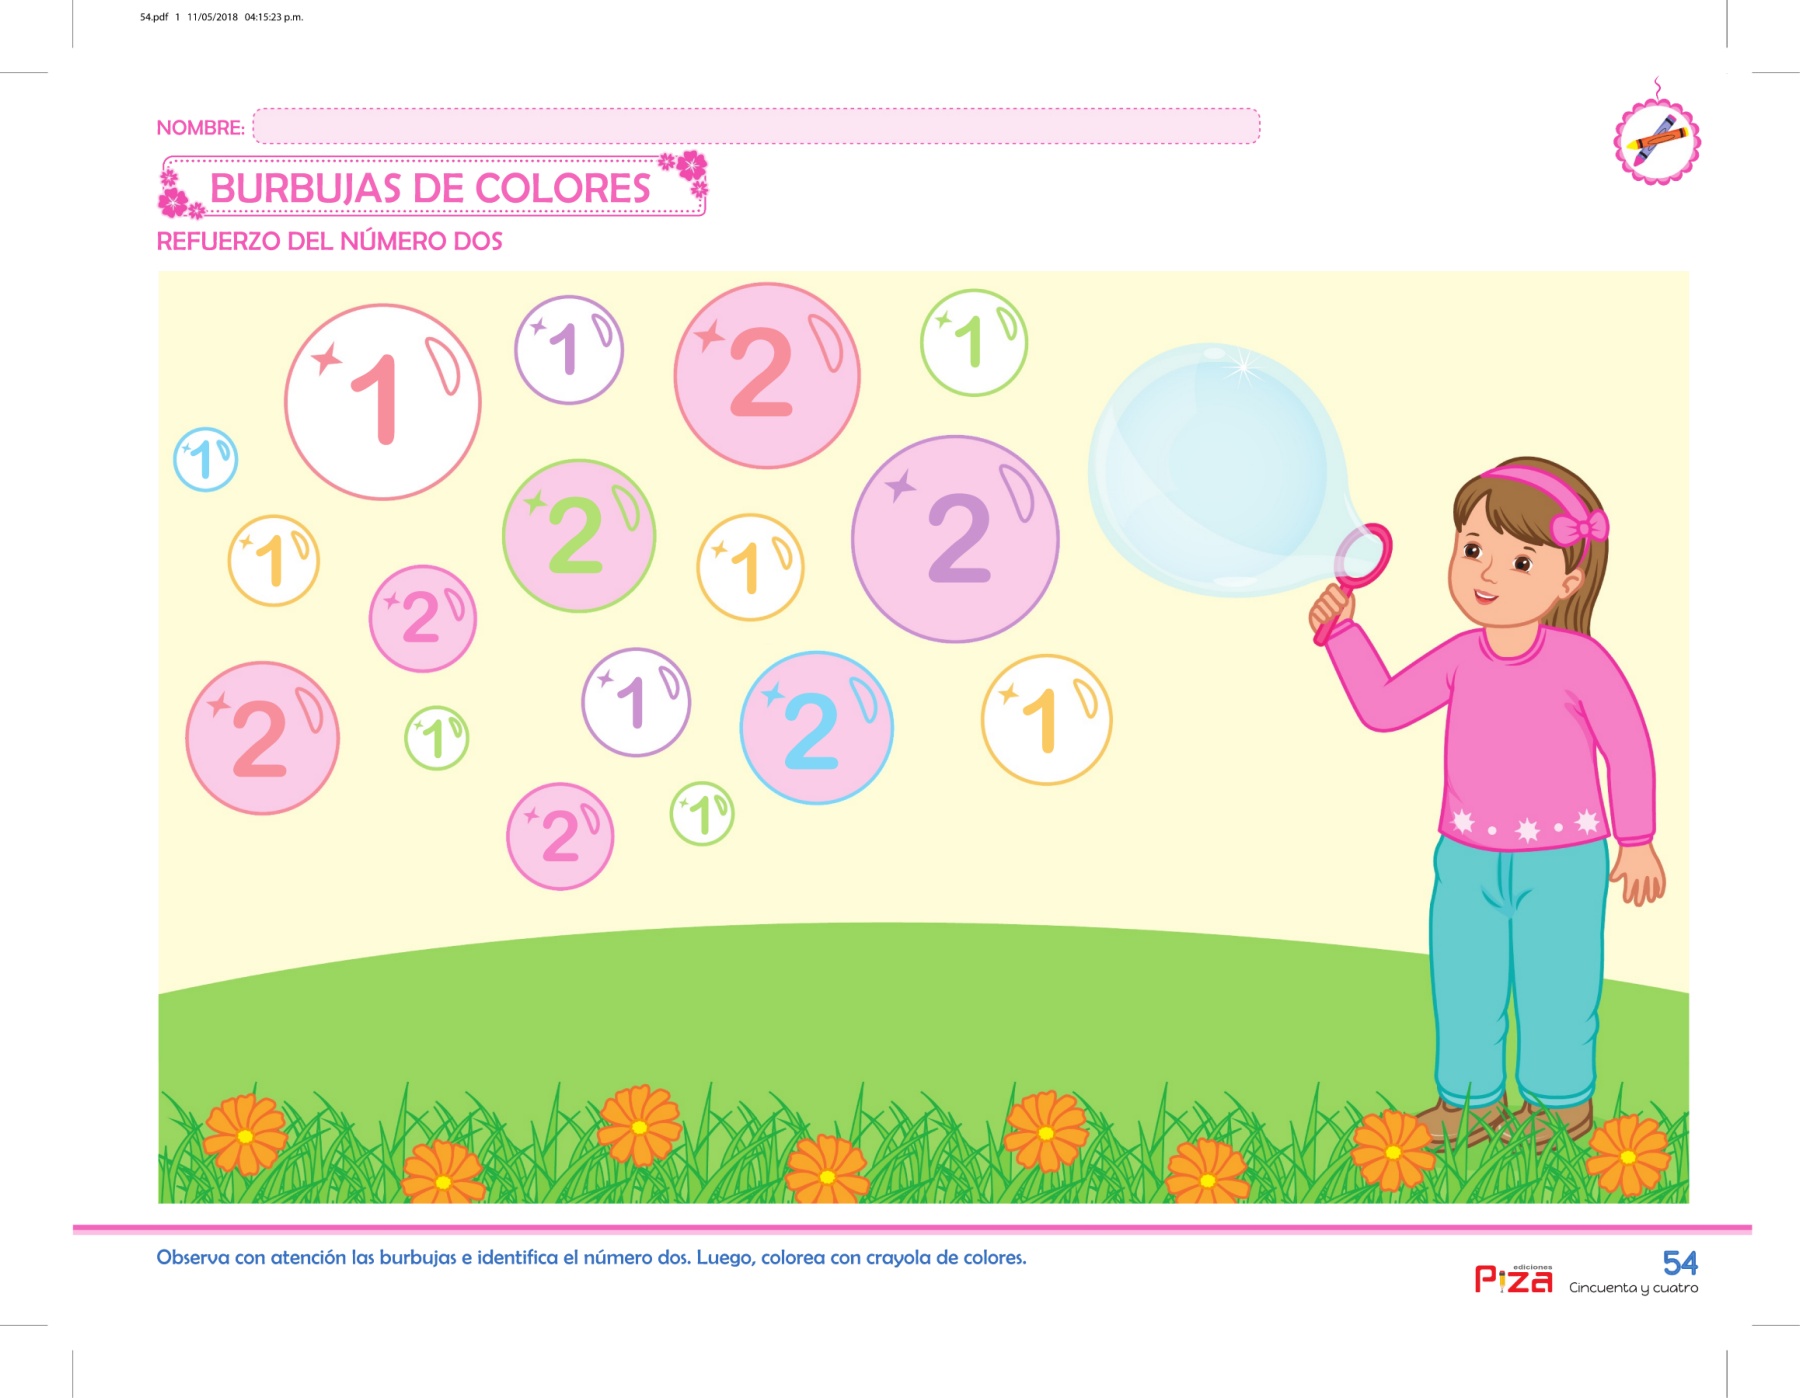 54.pdf 1 11/05/2018 04:15:23 p.m.
NOMBRE:
BURBUJAS DE COLORES
REFUERZO DEL NÚMERO DOS
1 1 2 1
1 2 1 2
1 2
2 1 1 2 1
2 1
Observa con atención las burbujas e identifica el número dos. Luego, colorea con crayola de colores.
ediciones
Piza
54
Cincuenta y cuatro